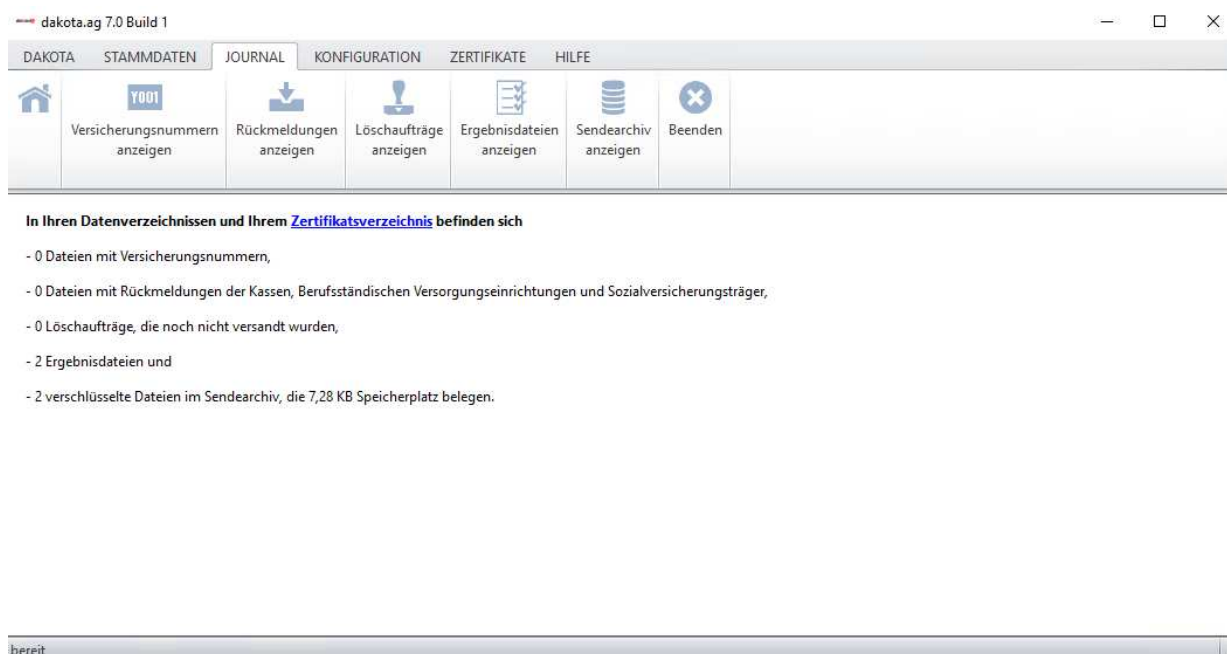 dakota.ag 7.0 Build 1
DAKOTA STAMMDATEN JOURNAL KONFIGURATION ZERTIFIKATE HILFE
Y001
Versicherungsnummern anzeigen
Rückmeldungen anzeigen
Löschaufträge anzeigen
Ergebnisdateien anzeigen
Sendearchiv anzeigen
Beenden
In Ihren Datenverzeichnissen und Ihrem Zertifikatsverzeichnis befinden sich
- 0 Dateien mit Versicherungsnummern,
- 0 Dateien mit Rückmeldungen der Kassen, Berufsständischen Versorgungseinrichtungen und Sozialversicherungsträger,
- 0 Löschaufträge, die noch nicht versandt wurden,
- 2 Ergebnisdateien und
- 2 verschlüsselte Dateien im Sendearchiv, die 7,28 KB Speicherplatz belegen.
bereit